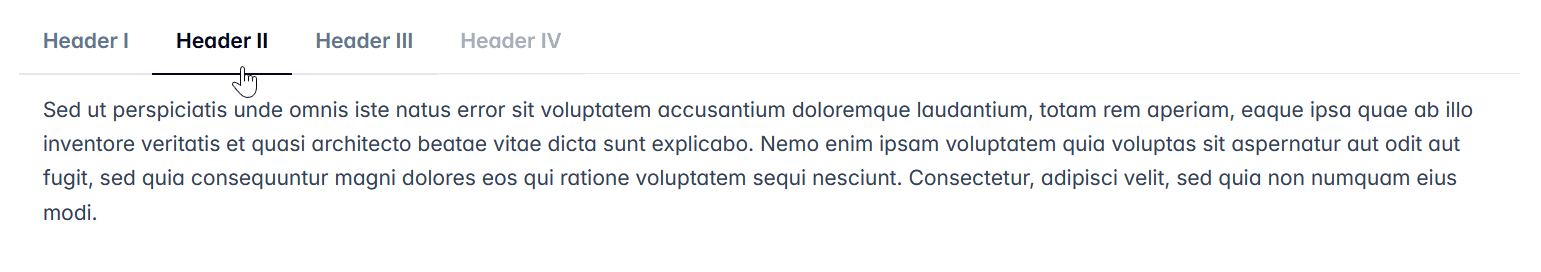 Header I Header II Header III Header IV
Sed ut perspiciatis unde omnis iste natus error sit voluptatem accusantium doloremque laudantium, totam rem aperiam, eaque ipsa quae ab illo
inventore veritatis et quasi architecto beatae vitae dicta sunt explicabo. Nemo enim ipsam voluptatem quia voluptas sit aspernatur aut odit aut
fugit, sed quia consequuntur magni dolores eos qui ratione voluptatem sequi nesciunt. Consectetur, adipisci velit, sed quia non numquam eius
modi.